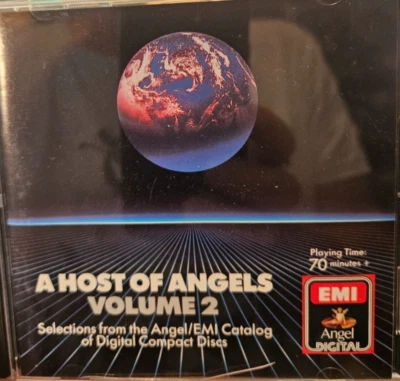 Playing Time:
70 minutes +
A HOST OF ANGELS
VOLUME 2
Selections from the Angel/EMI Catalog
of Digital Compact Discs
EMI
Angel
DIGITAL